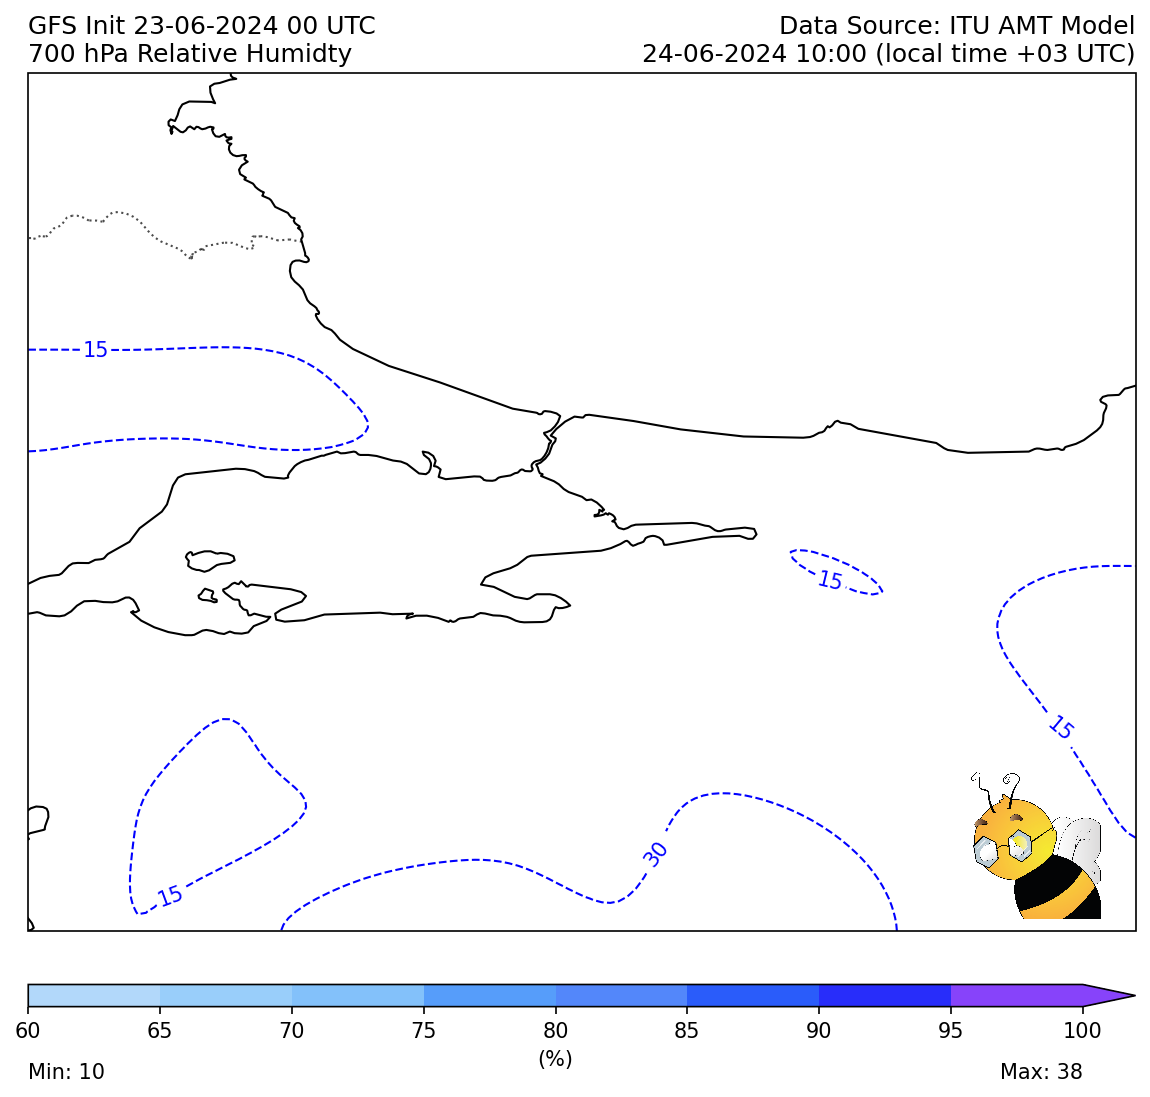 GFS Init 23-06-2024 00 UTC
Data Source: ITU AMT Model
700 hPa Relative Humidty
24-06-2024 10:00 (local time +03 UTC)
15
15
15
30
15
60 65 70 75 80 85 90 95 100
(%)
Min: 10
Max: 38